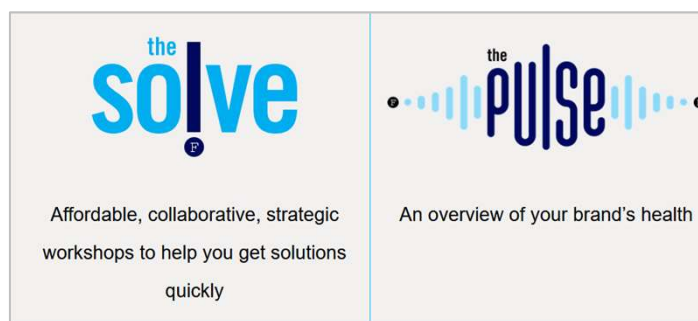 the
solve
F
Affordable, collaborative, strategic
workshops to help you get solutions
quickly
the
F PULSE
An overview of your brand’s health